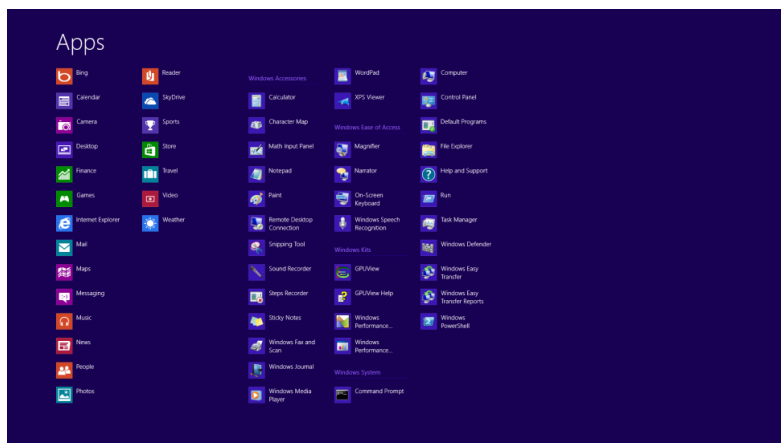 Apps
Bing
Calendar
Camera
Desktop
Finance
Games
Internet Explorer
Mail
Maps
Messaging
Music
News
People
Photos
Reader
SkyDrive
Sports
Store
Travel
Video
Weather
Windows Accessories
Calculator
Character Map
Math Input Panel
Notepad
Paint
Remote Desktop
Connection
Snipping Tool
Sound Recorder
Steps Recorder
Sticky Notes
Windows Fax and
Scan
Windows Journal
Windows Media
Player
WordPad
XPS Viewer
Windows Ease of Access
Magnifier
Narrator
On-Screen
Keyboard
Windows Speech
Recognition
Windows Kits
GPUView
GPUView Help
Windows
Performance...
Windows
Performance...
Windows System
Command Prompt
Computer
Control Panel
Default Programs
File Explorer
Help and Support
Run
Task Manager
Windows Defender
Windows Easy
Transfer
Windows Easy
Transfer Reports
Windows
PowerShell